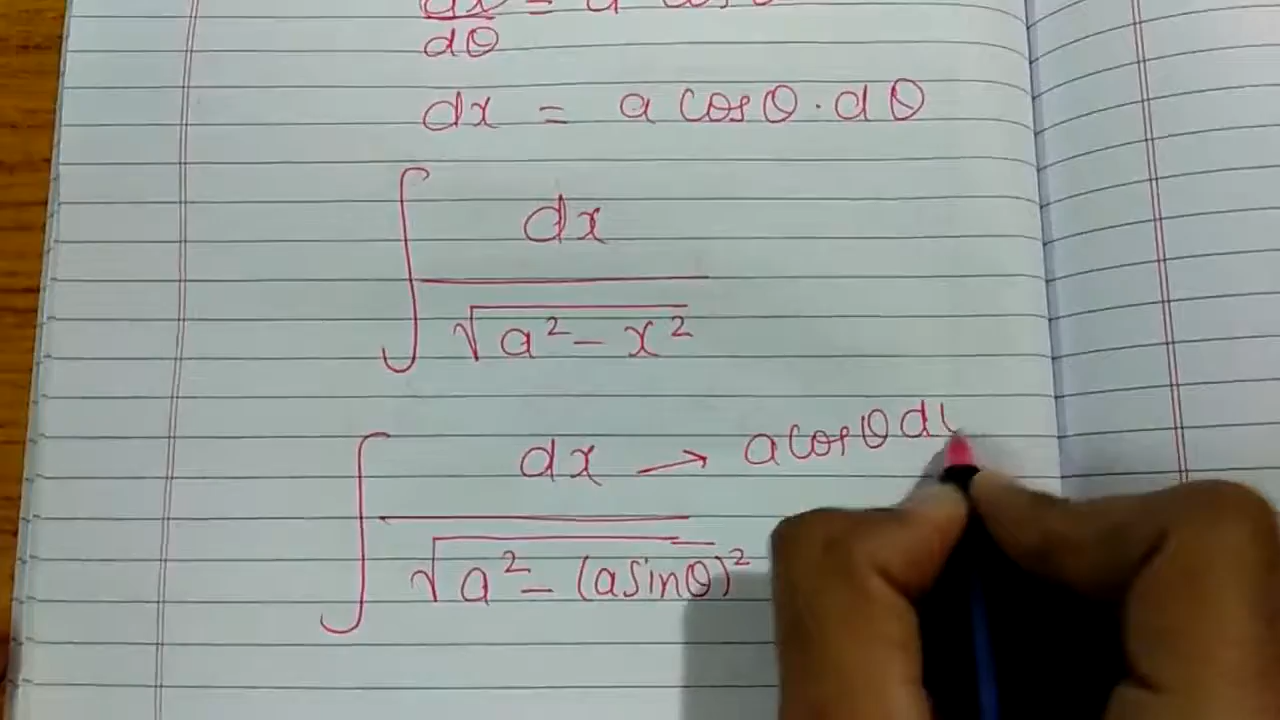 dθ
dx = a cosθ . dθ
∫ dx
√a² - x²
∫ dx → a cosθ d
√a² - (a sinθ)²